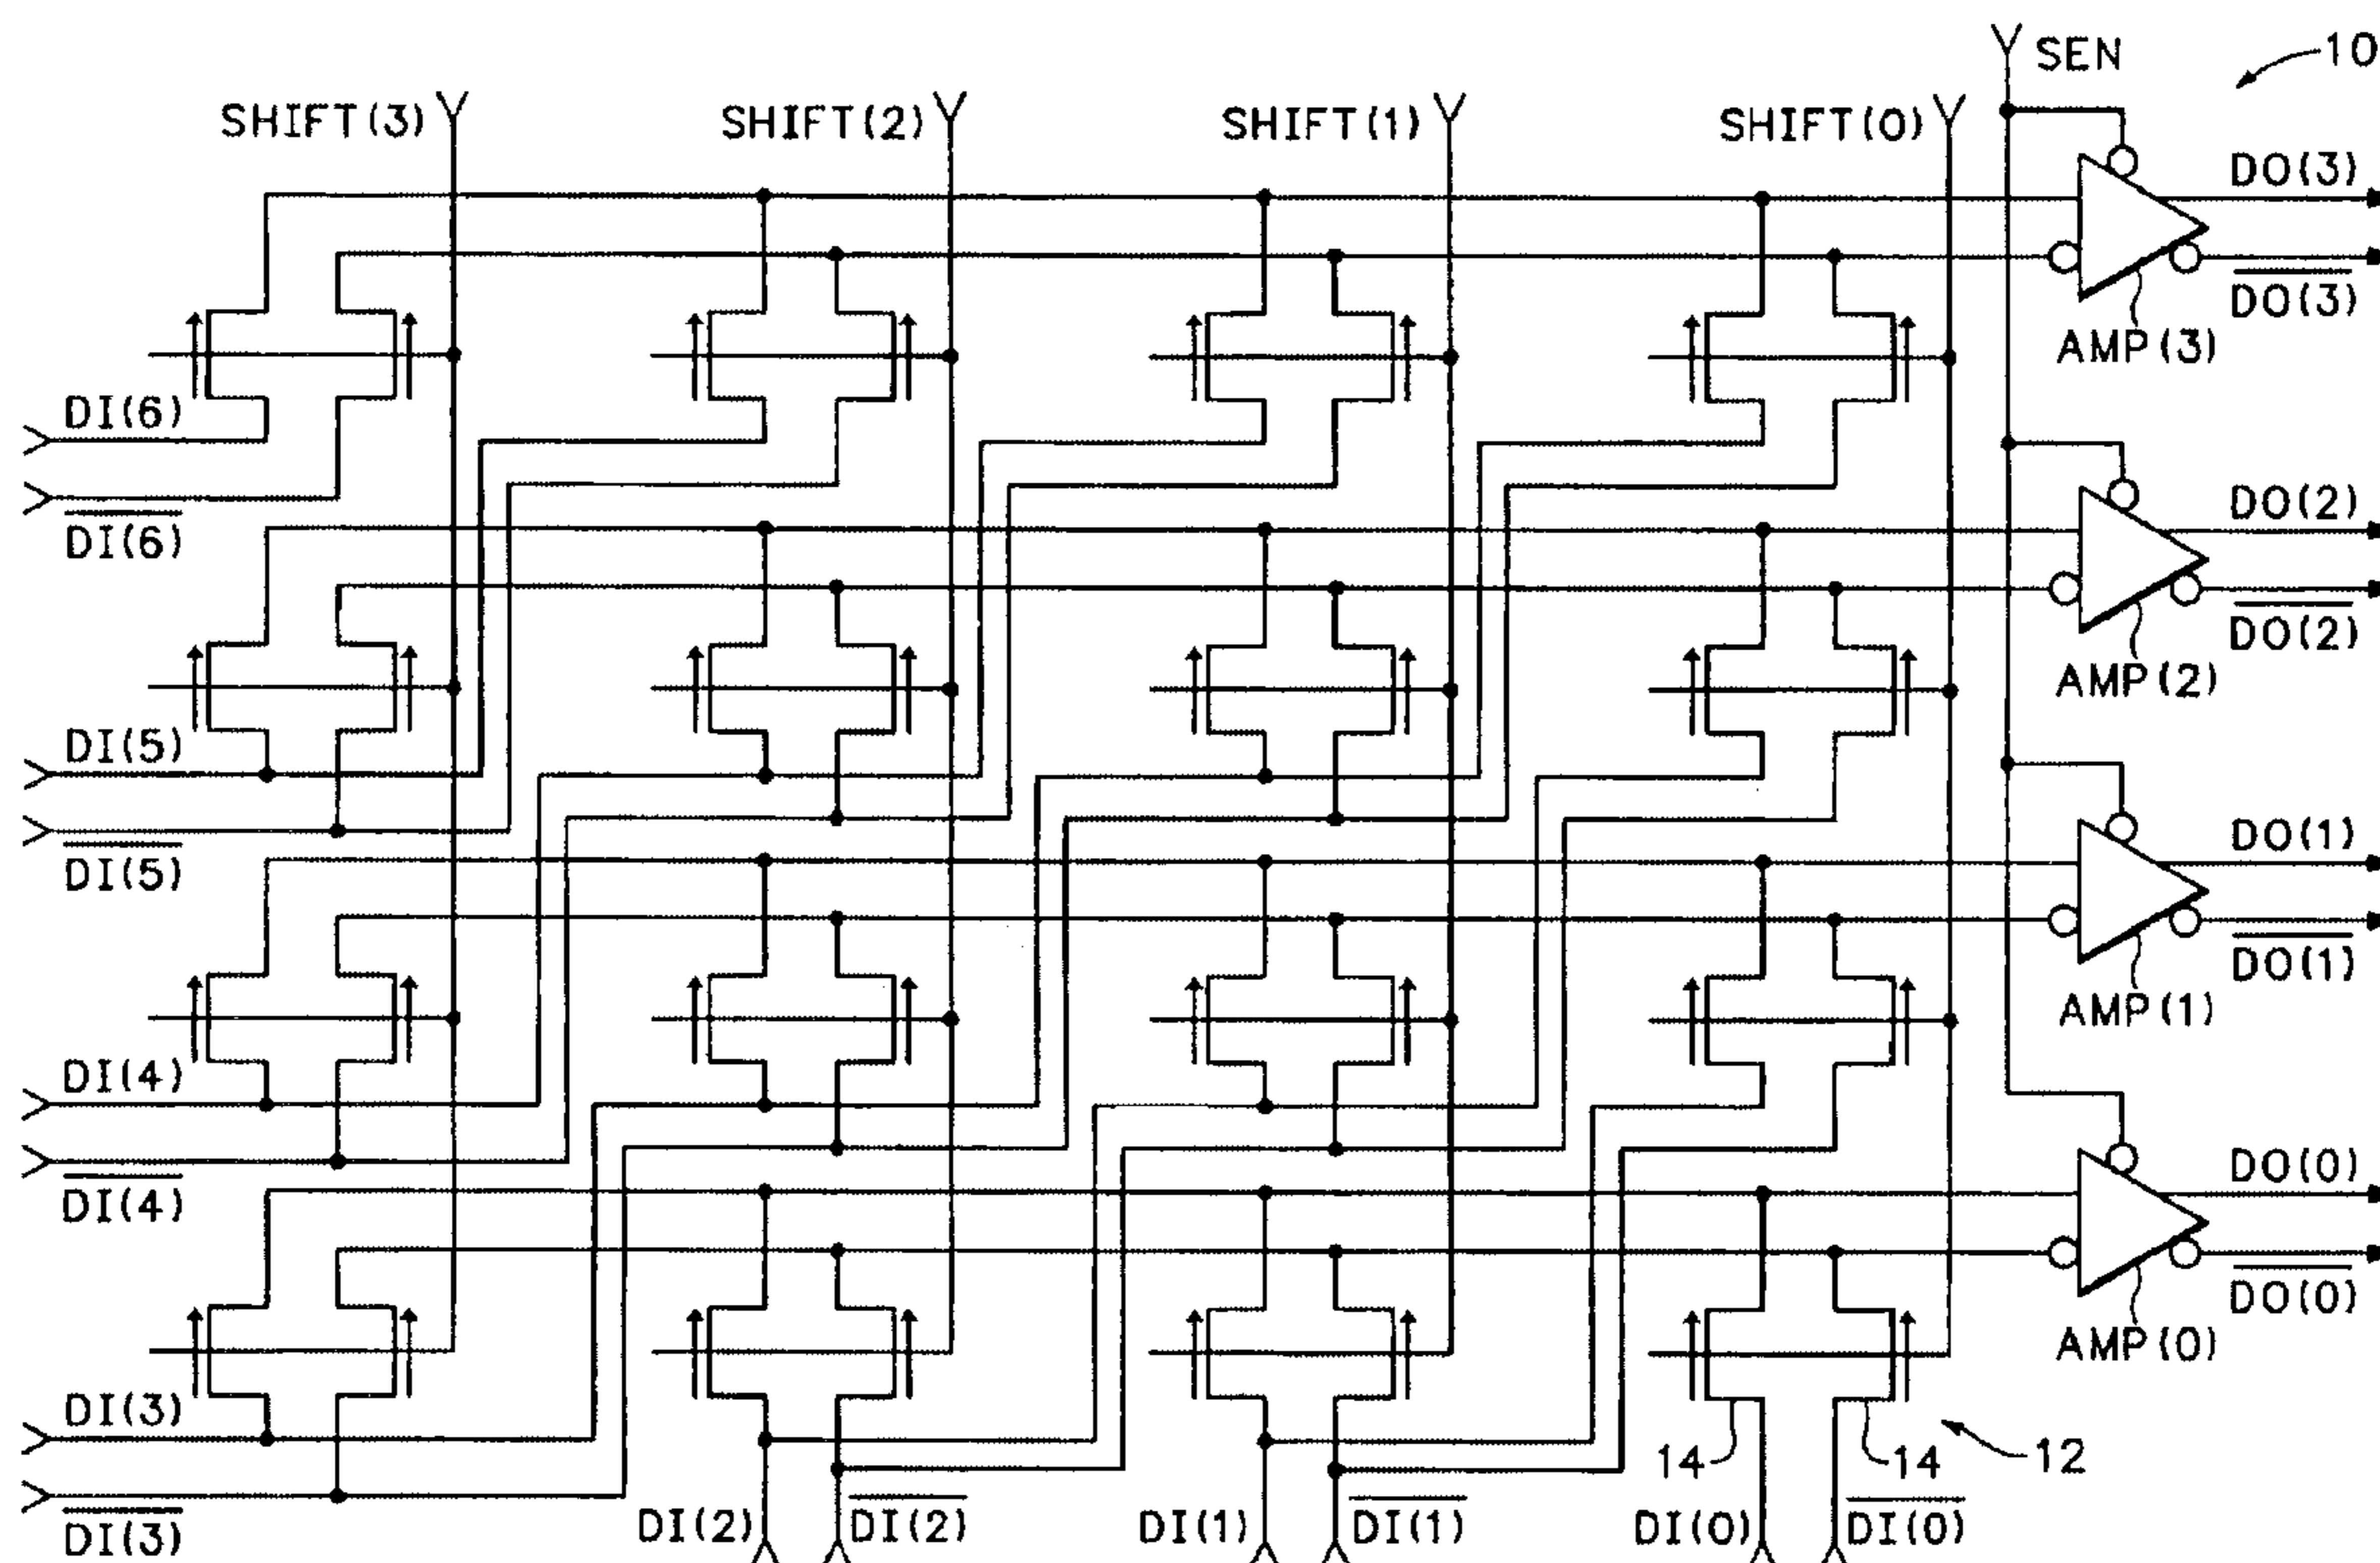 SEN
10
SHIFT(3)
SHIFT(2)
SHIFT(1)
SHIFT(0)
DO(3)
DO(3)
AMP(3)
DI(6)
DI(6)
DO(2)
DO(2)
AMP(2)
DI(5)
DI(5)
DO(1)
DO(1)
AMP(1)
DI(4)
DI(4)
DO(0)
DO(0)
AMP(0)
DI(3)
14
14
12
DI(3)
DI(2)
DI(2)
DI(1)
DI(1)
DI(0)
DI(0)